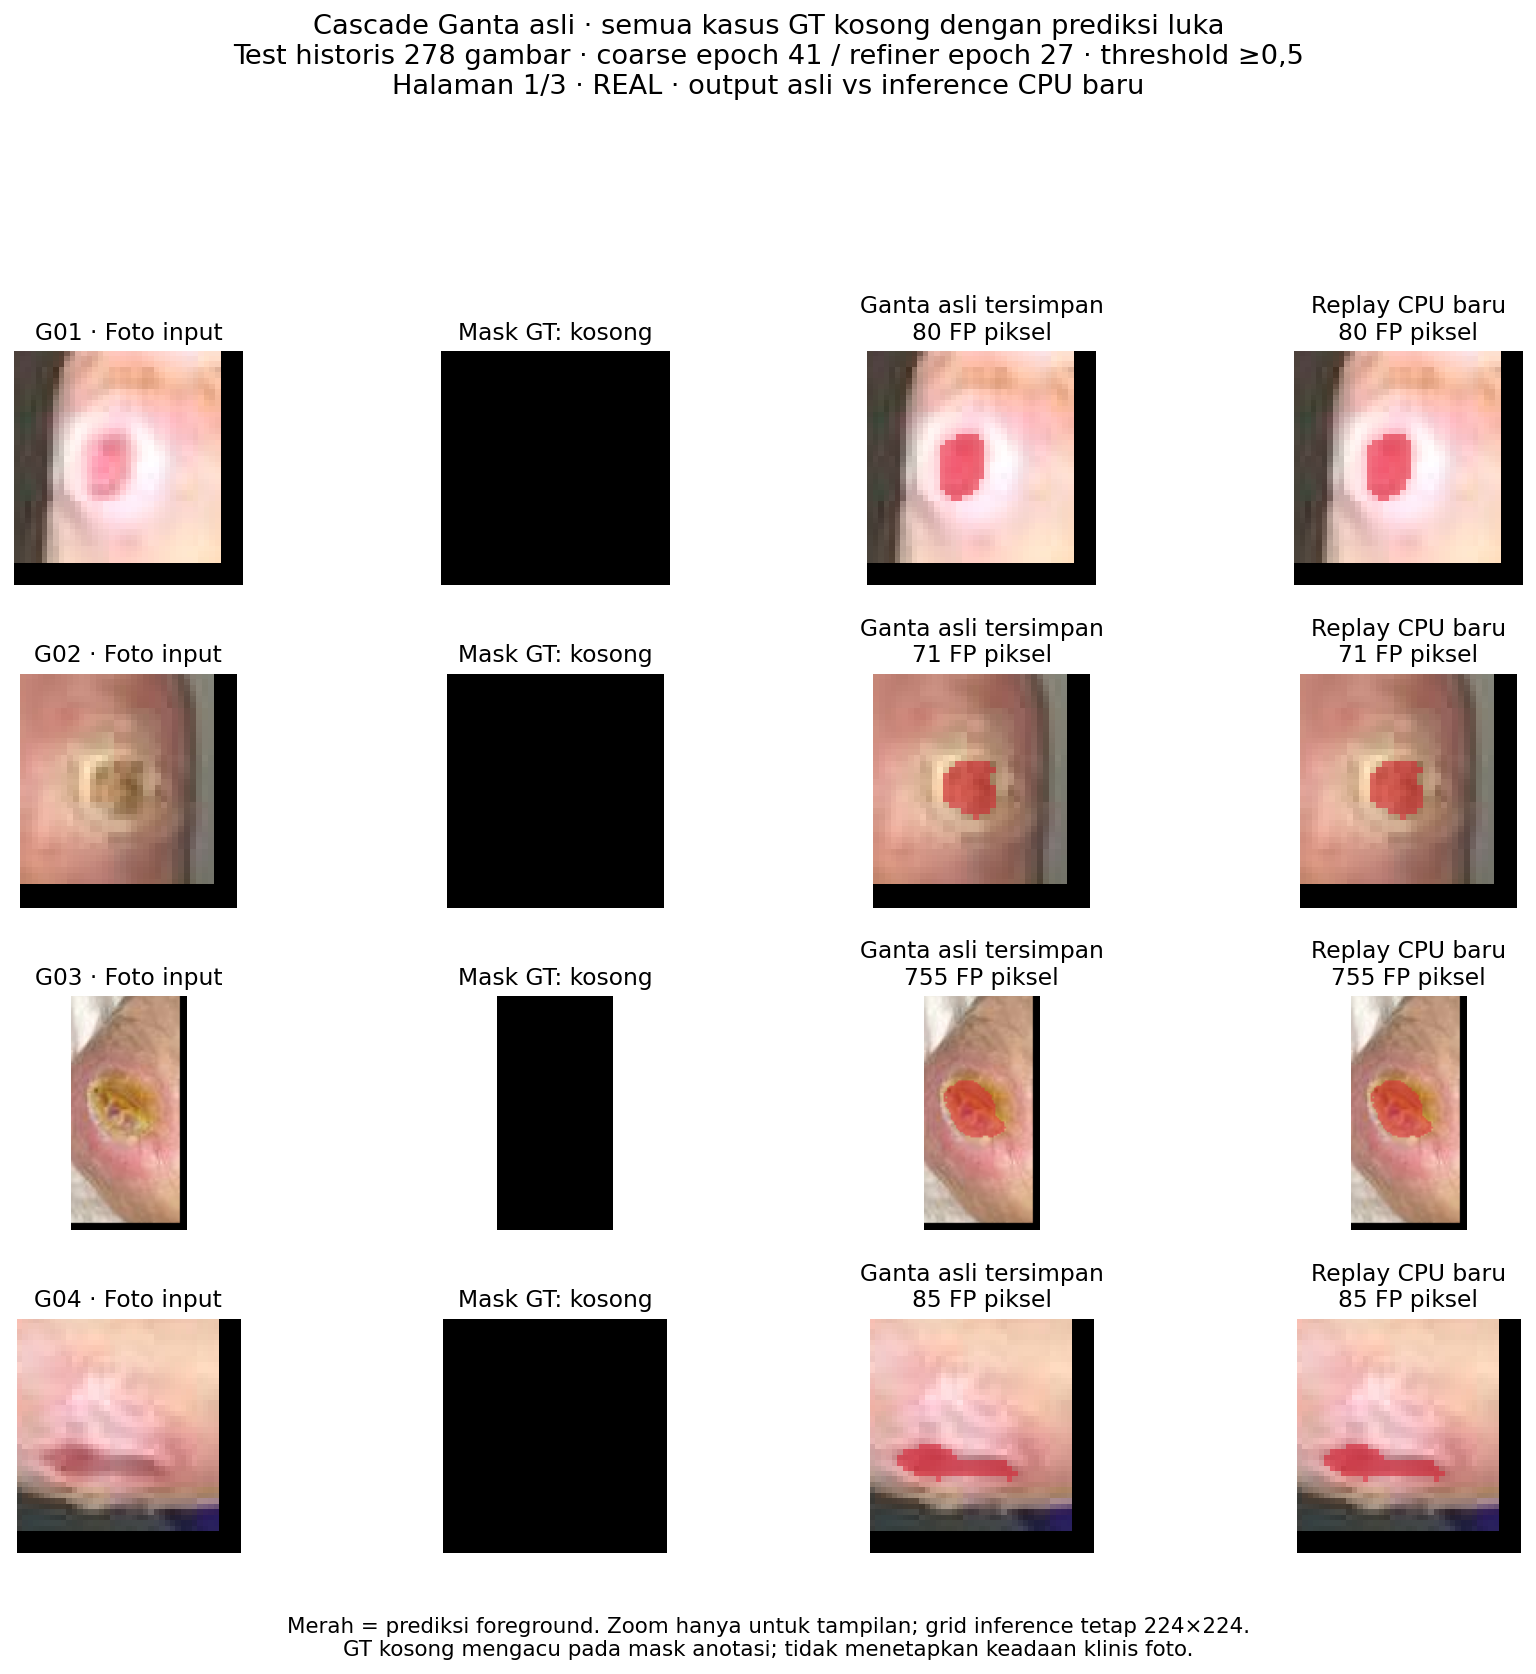 Cascade Ganta asli · semua kasus GT kosong dengan prediksi luka
Test historis 278 gambar · coarse epoch 41 / refiner epoch 27 · threshold ≥0,5
Halaman 1/3 · REAL · output asli vs inference CPU baru
G01 · Foto input
Mask GT: kosong
Ganta asli tersimpan
80 FP piksel
Replay CPU baru
80 FP piksel
G02 · Foto input
Mask GT: kosong
Ganta asli tersimpan
71 FP piksel
Replay CPU baru
71 FP piksel
G03 · Foto input
Mask GT: kosong
Ganta asli tersimpan
755 FP piksel
Replay CPU baru
755 FP piksel
G04 · Foto input
Mask GT: kosong
Ganta asli tersimpan
85 FP piksel
Replay CPU baru
85 FP piksel
Merah = prediksi foreground. Zoom hanya untuk tampilan; grid inference tetap 224×224.
GT kosong mengacu pada mask anotasi; tidak menetapkan keadaan klinis foto.